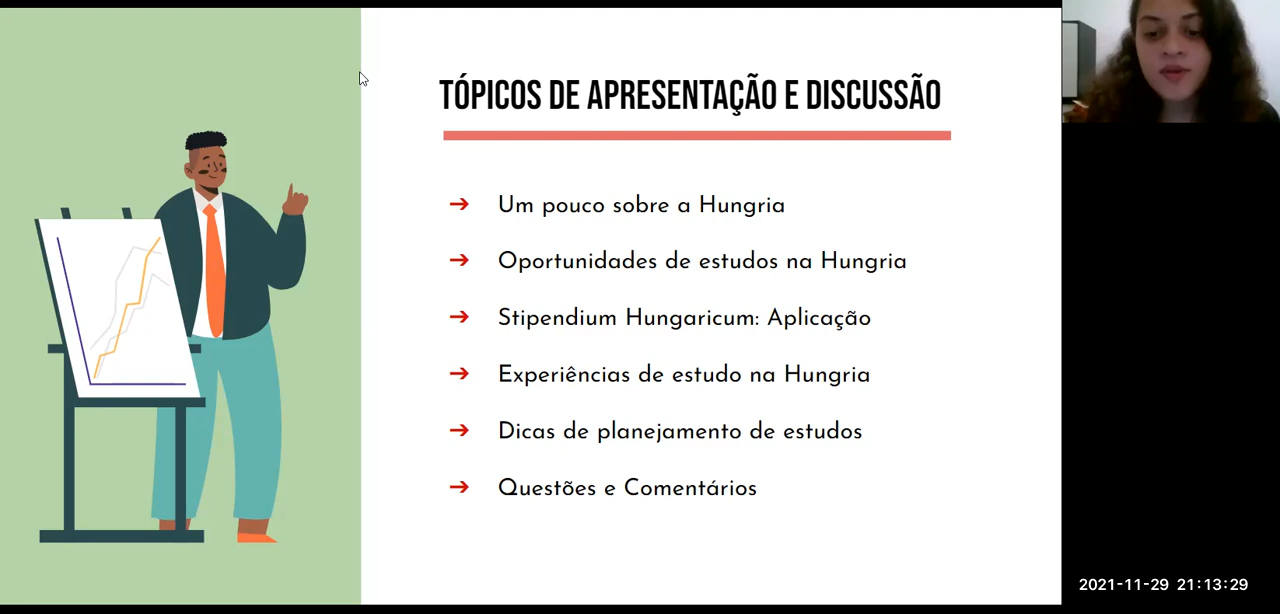 TÓPICOS DE APRESENTAÇÃO E DISCUSSÃO
➔ Um pouco sobre a Hungria
➔ Oportunidades de estudos na Hungria
➔ Stipendium Hungaricum: Aplicação
➔ Experiências de estudo na Hungria
➔ Dicas de planejamento de estudos
➔ Questões e Comentários
2021-11-29 21:13:29